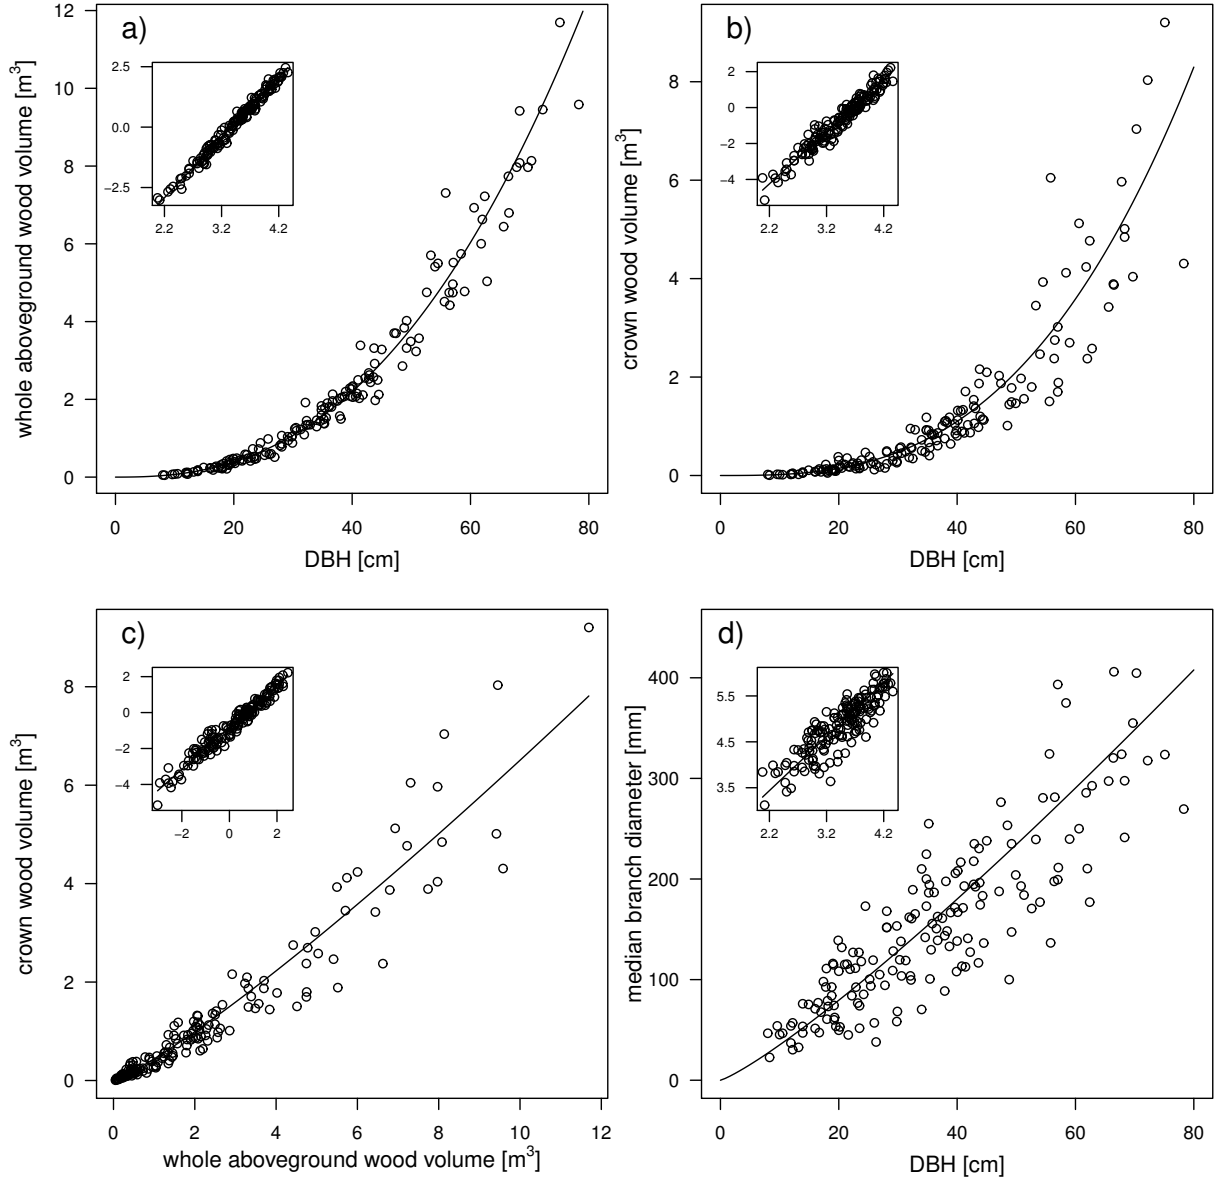 a)
whole aboveground wood volume [m³]
12
10
8
6
4
2
0
2.5
0.0
−2.5
2.2 3.2 4.2
0 20 40 60 80
DBH [cm]
b)
crown wood volume [m³]
8
6
4
2
0
2
0
−2
−4
2.2 3.2 4.2
0 20 40 60 80
DBH [cm]
c)
crown wood volume [m³]
8
6
4
2
0
2
0
−2
−4
−2 0 2
0 2 4 6 8 10 12
whole aboveground wood volume [m³]
d)
median branch diameter [mm]
400
300
200
100
0
5.5
4.5
3.5
2.2 3.2 4.2
0 20 40 60 80
DBH [cm]